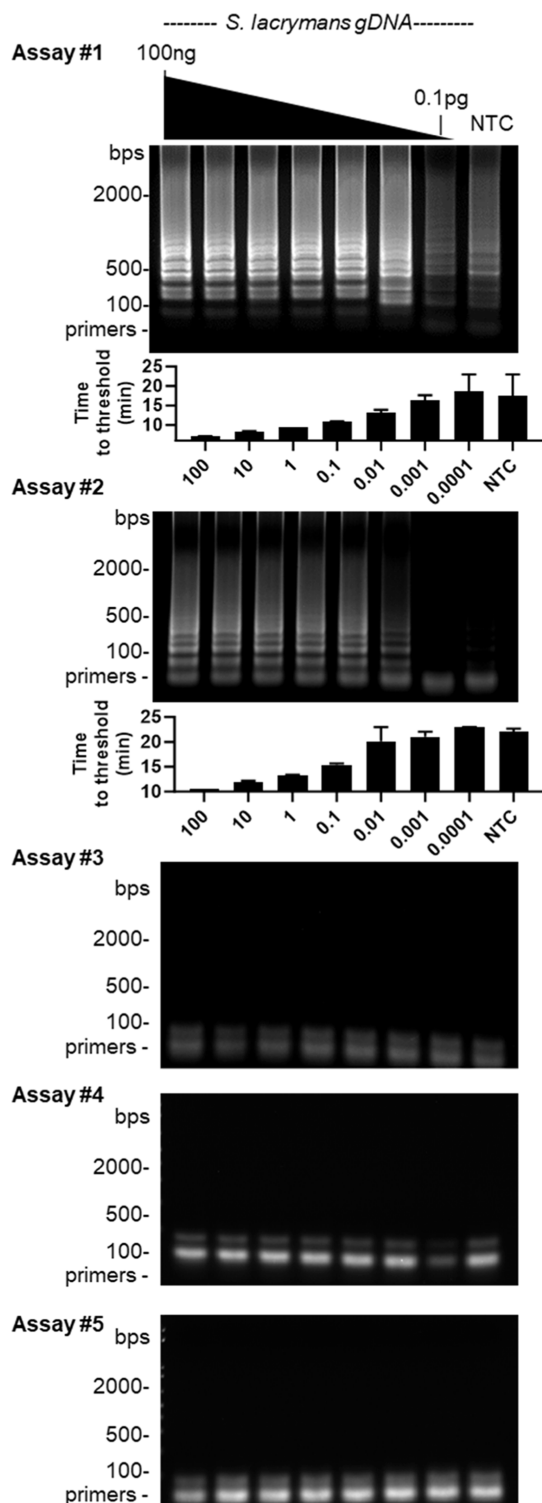 -------- S. lacrymans gDNA---------
Assay #1
100ng
0.1pg
NTC
bps
2000-
500-
100-
primers -
Time
to threshold
(min)
25
20
15
10
100 10 1 0.1 0.01 0.001 0.0001 NTC
Assay #2
bps
2000-
500-
100-
primers -
Time
to threshold
(min)
25
20
15
10
100 10 1 0.1 0.01 0.001 0.0001 NTC
Assay #3
bps
2000-
500-
100-
primers -
Assay #4
bps
2000-
500-
100-
primers -
Assay #5
bps
2000-
500-
100-
primers -